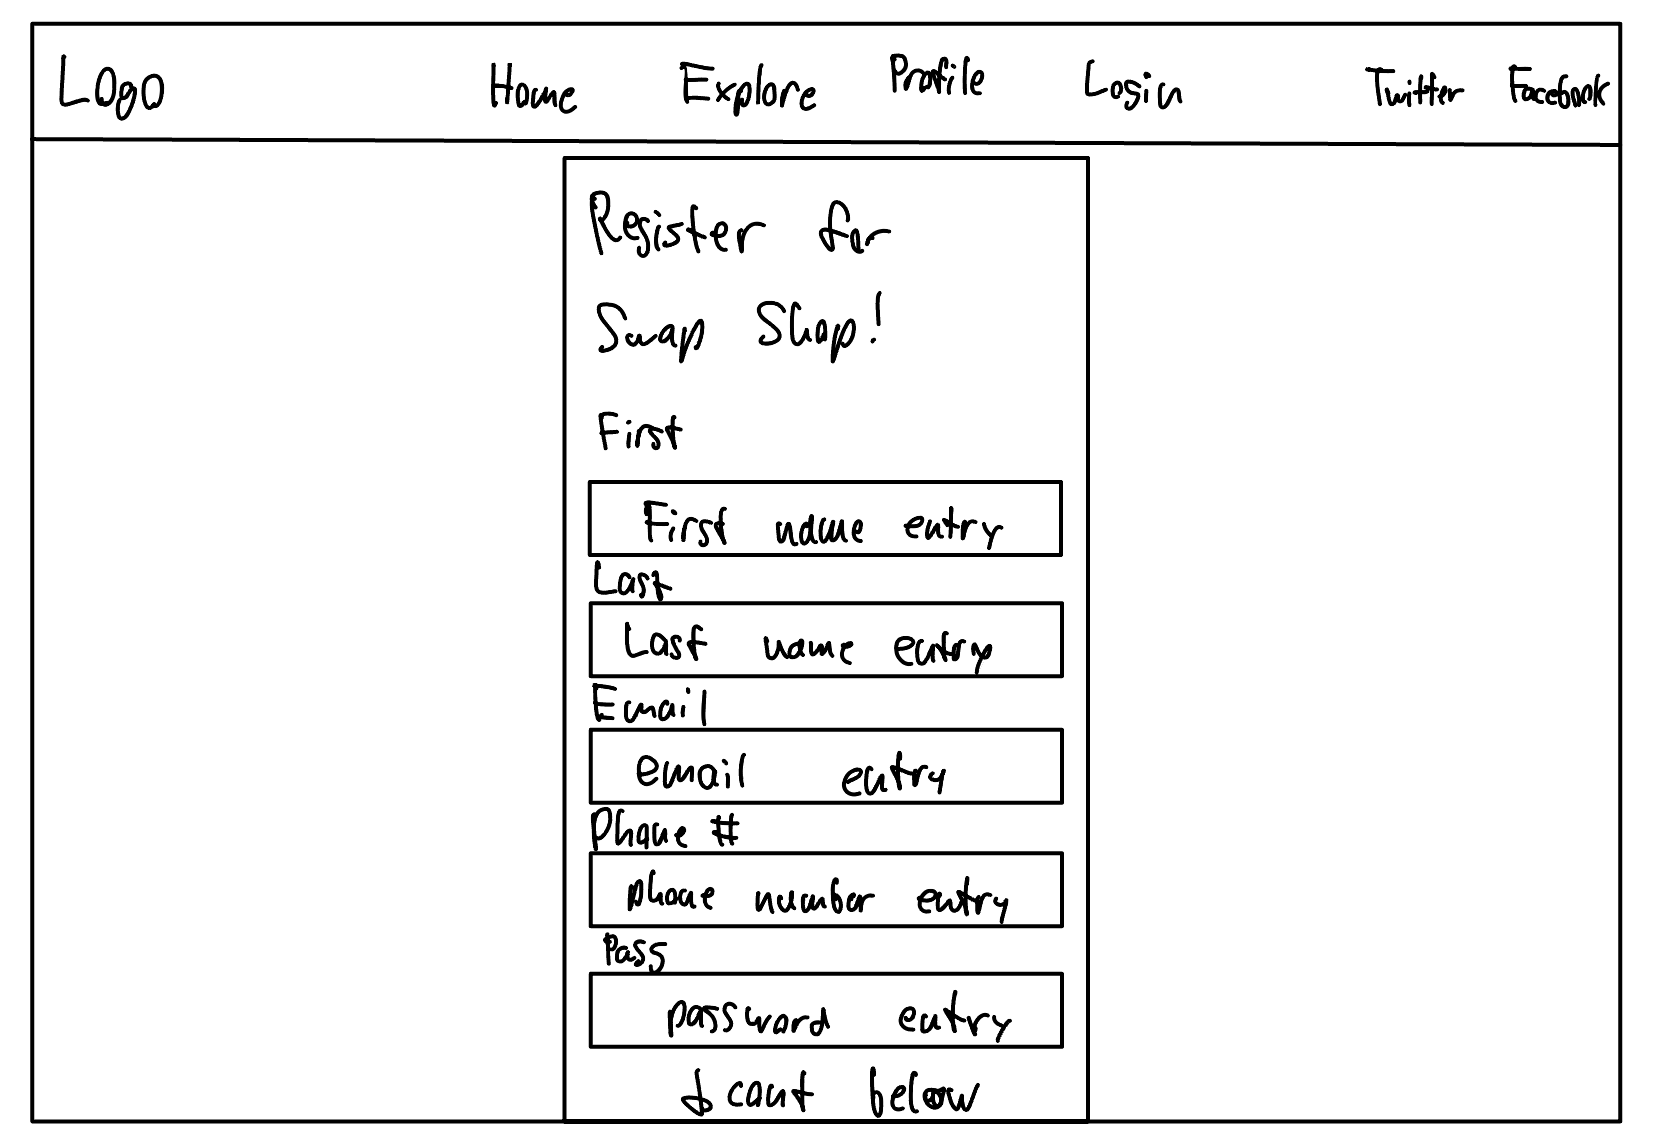 Logo Home Explore Profile Login Twitter Facebook
Register for
Swap Shop!
First
First name entry
Last
Last name entry
Email
email entry
Phone #
phone number entry
Pass
password entry
↓ cont below